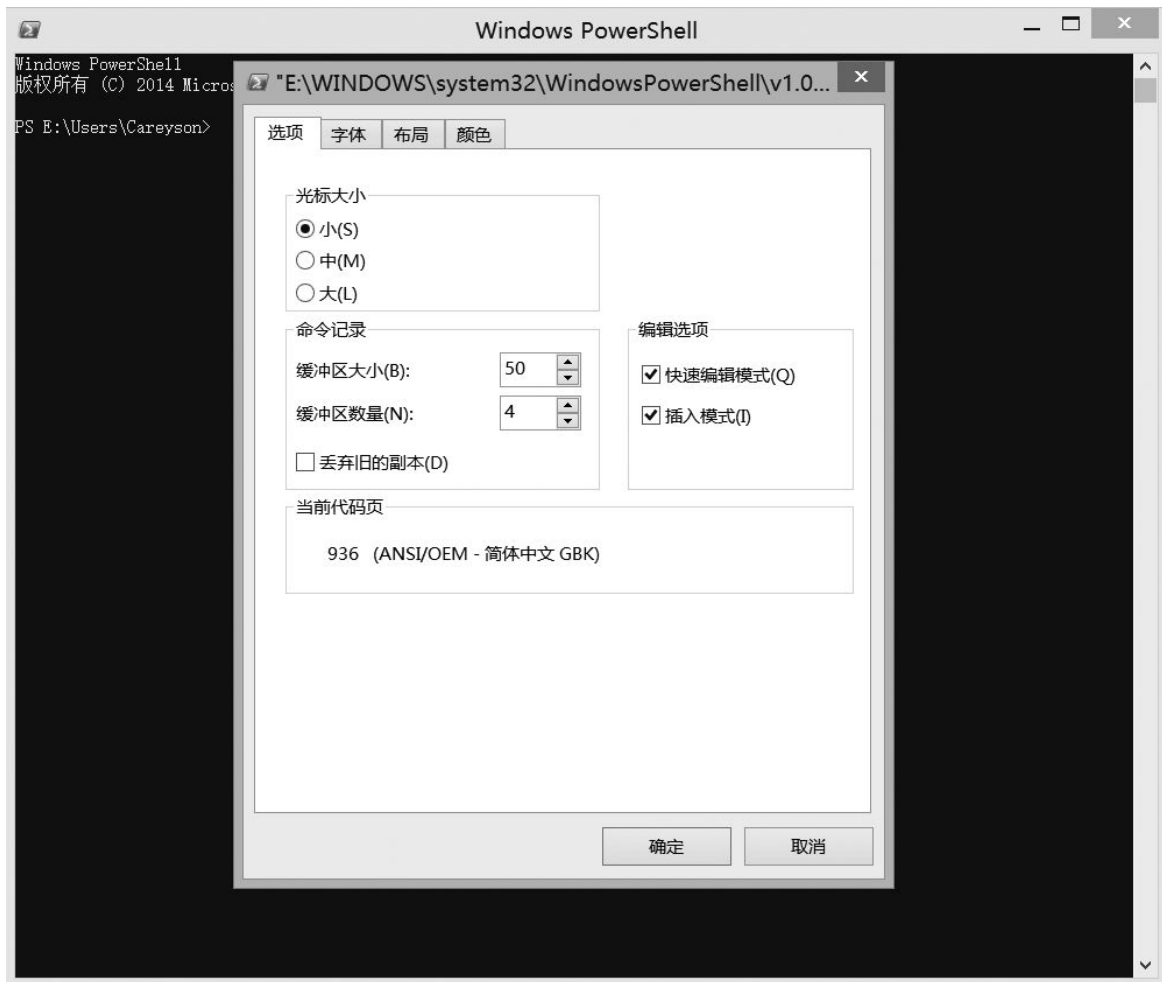 Windows PowerShell
Windows PowerShell
版权所有 (C) 2014 Micros
PS E:\Users\Careyson>
"E:\WINDOWS\system32\WindowsPowerShell\v1.0...
选项 字体 布局 颜色
光标大小
小(S)
中(M)
大(L)
命令记录
缓冲区大小(B): 50
缓冲区数量(N): 4
丢弃旧的副本(D)
编辑选项
快速编辑模式(Q)
插入模式(I)
当前代码页
936 (ANSI/OEM - 简体中文 GBK)
确定 取消